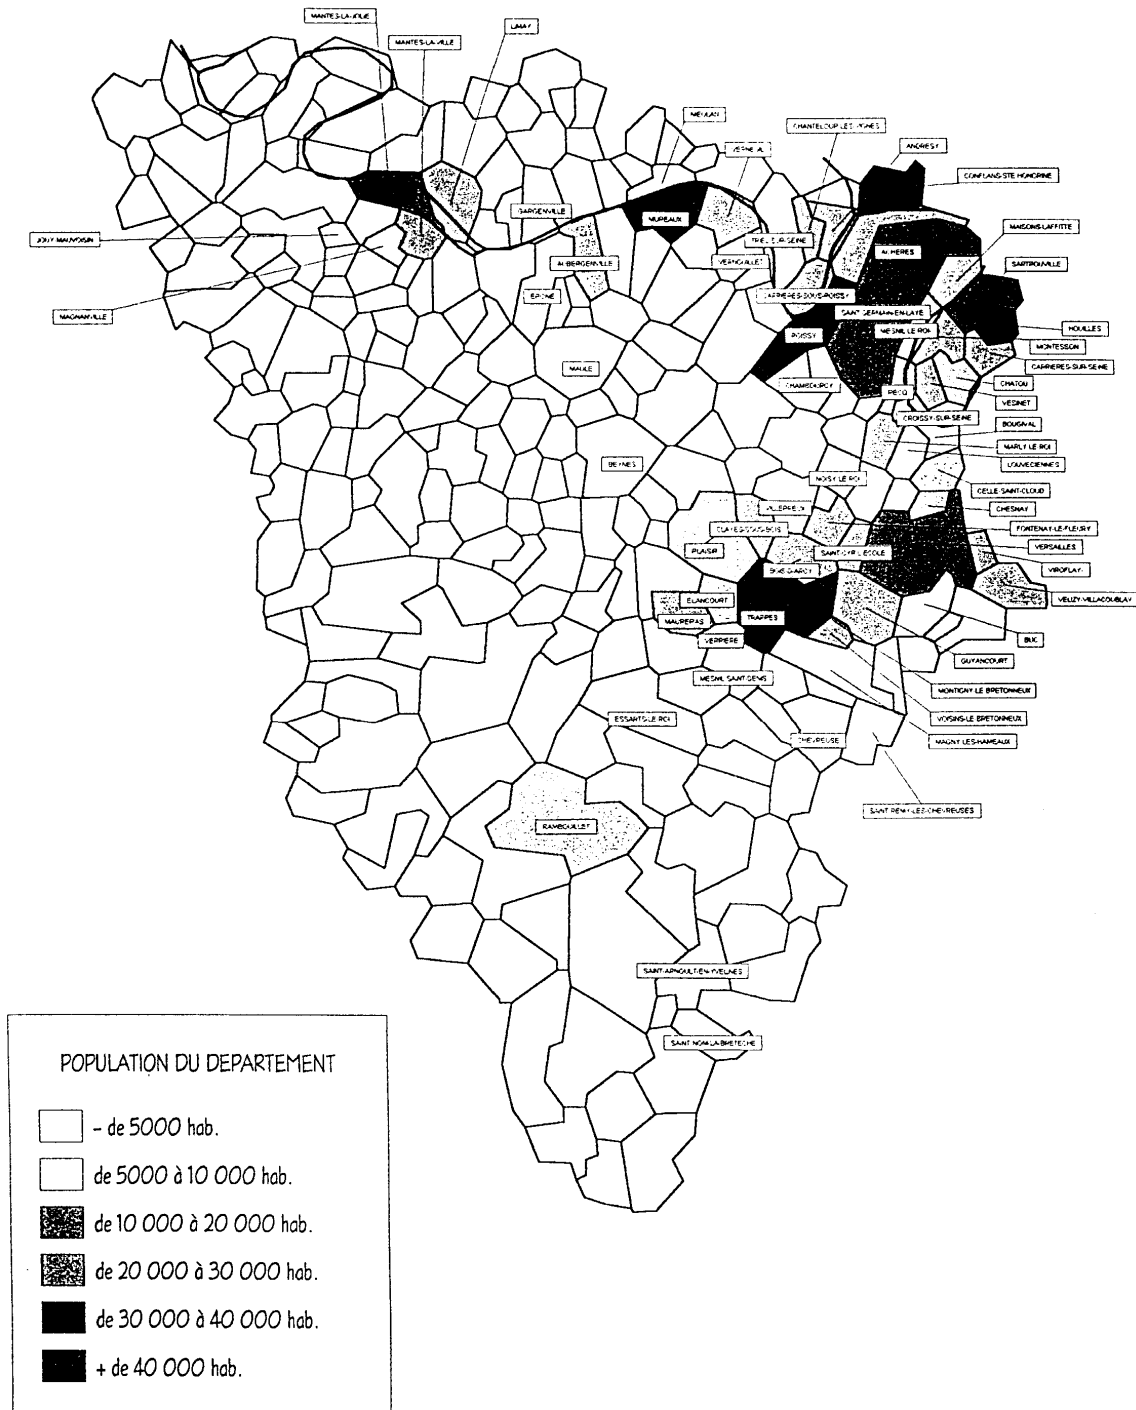 MANTES-LA-JOLIE
MANTES-LA-VILLE
LIMAY
MEULAN
VERNEUIL
CHANTELOUP LES VIGNES
ANDRESY
CONFLANS-STE HONORINE
JOUY MAUVOISIN
GARGENVILLE
MUREAUX
TRIEL-SUR-SEINE
MAISONS-LAFFITTE
ACHERES
SARTROUVILLE
AUBERGENVILLE
VERNOUILLET
MAGNANVILLE
EPONE
CARRIERES-SOUS-POISSY
SAINT GERMAIN-EN-LAYE
MESNIL LE ROI
HOUILLES
POISSY
MONTESSON
CARRIERES-SUR-SEINE
MAULE
CHAMBOURCY
PECQ
CHATOU
VESINET
CROISSY-SUR-SEINE
BOUGIVAL
MARLY LE ROI
LOUVECIENNES
BEYNES
NOISY LE ROI
CELLE-SAINT-CLOUD
VILLEPREUX
CHESNAY
CLAYES-SOUS-BOIS
FONTENAY-LE-FLEURY
PLAISIR
SAINT-CYR L'ECOLE
VERSAILLES
BOIS-D'ARCY
VIROFLAY
ELANCOURT
VELIZY-VILLACOUBLAY
MAUREPAS
TRAPPES
VERRIERE
BUC
GUYANCOURT
MESNIL SAINT-DENIS
MONTIGNY LE BRETONNEUX
ESSARTS-LE-ROI
VOISINS-LE BRETONNEUX
CHEVREUSE
MAGNY LES-HAMEAUX
SAINT REMY-LES-CHEVREUSES
RAMBOUILLET
SAINT-ARNOULT-EN-YVELINES
SAINT NOM-LA-BRETECHE
POPULATION DU DEPARTEMENT
- de 5000 hab.
de 5000 à 10 000 hab.
de 10 000 à 20 000 hab.
de 20 000 à 30 000 hab.
de 30 000 à 40 000 hab.
+ de 40 000 hab.